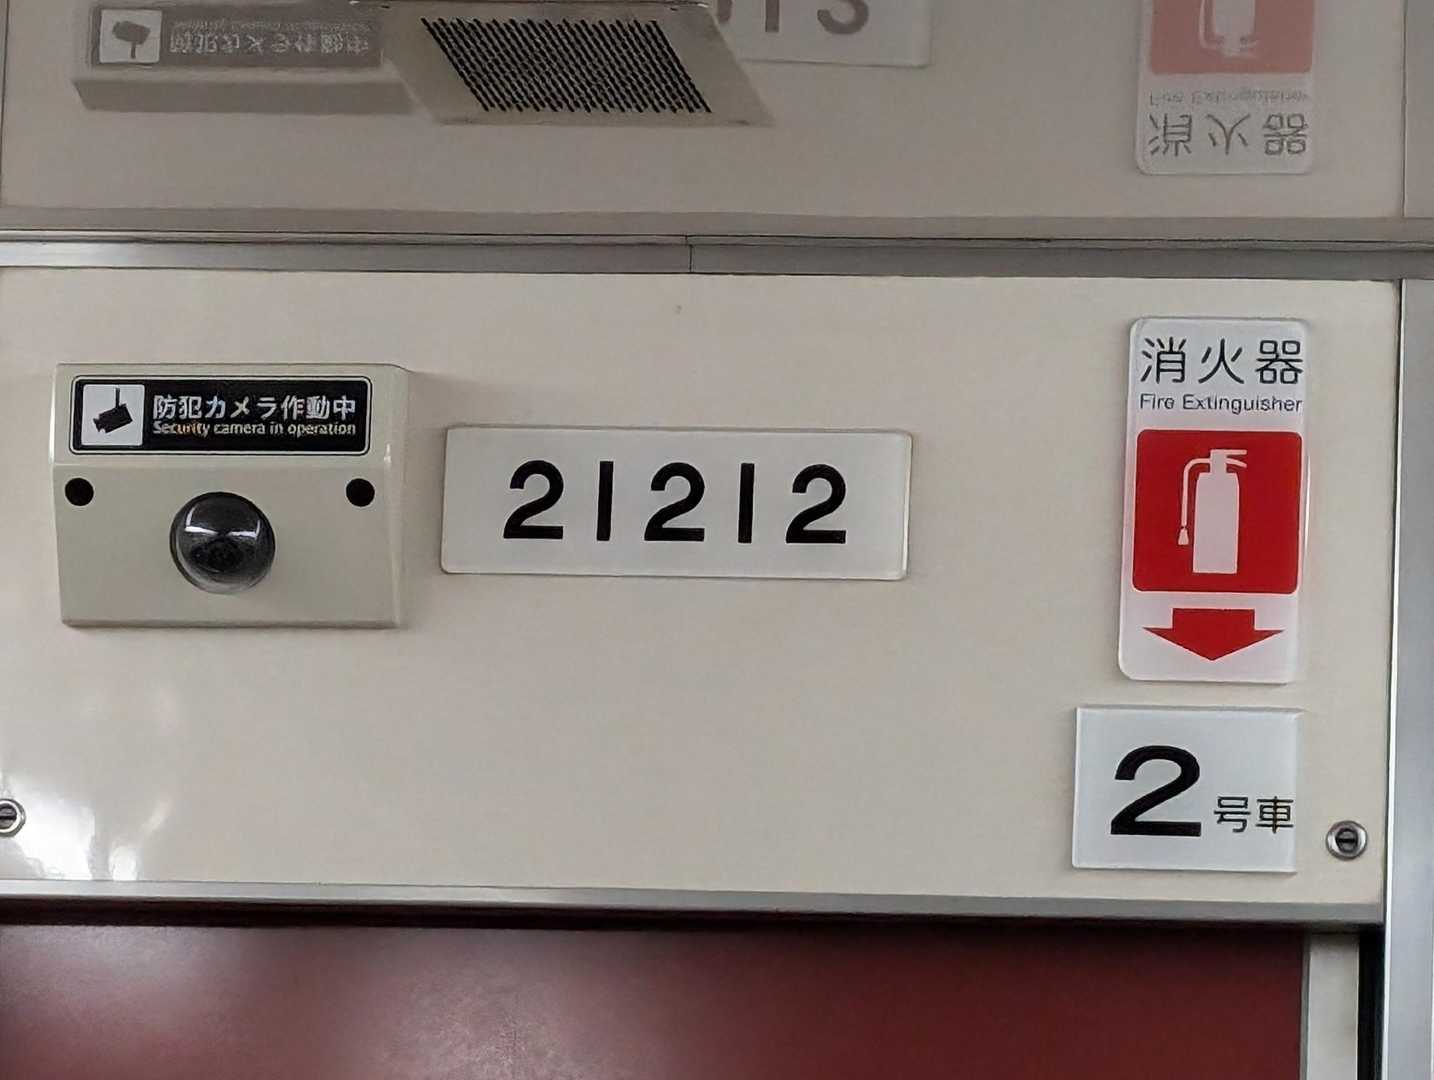 防犯カメラ作動中
Security camera in operation
21212
消火器
Fire Extinguisher
2号車